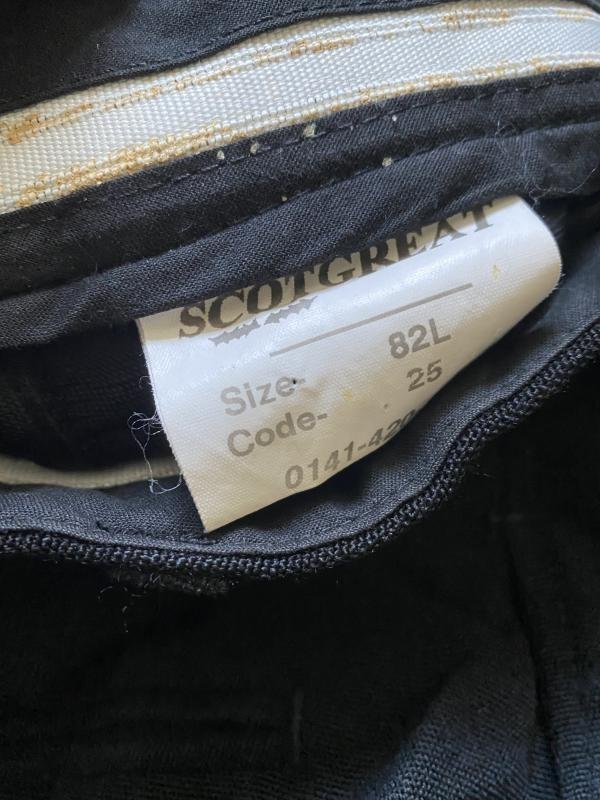 SCOTGREAT
Size- 82L
Code- 25
0141-420